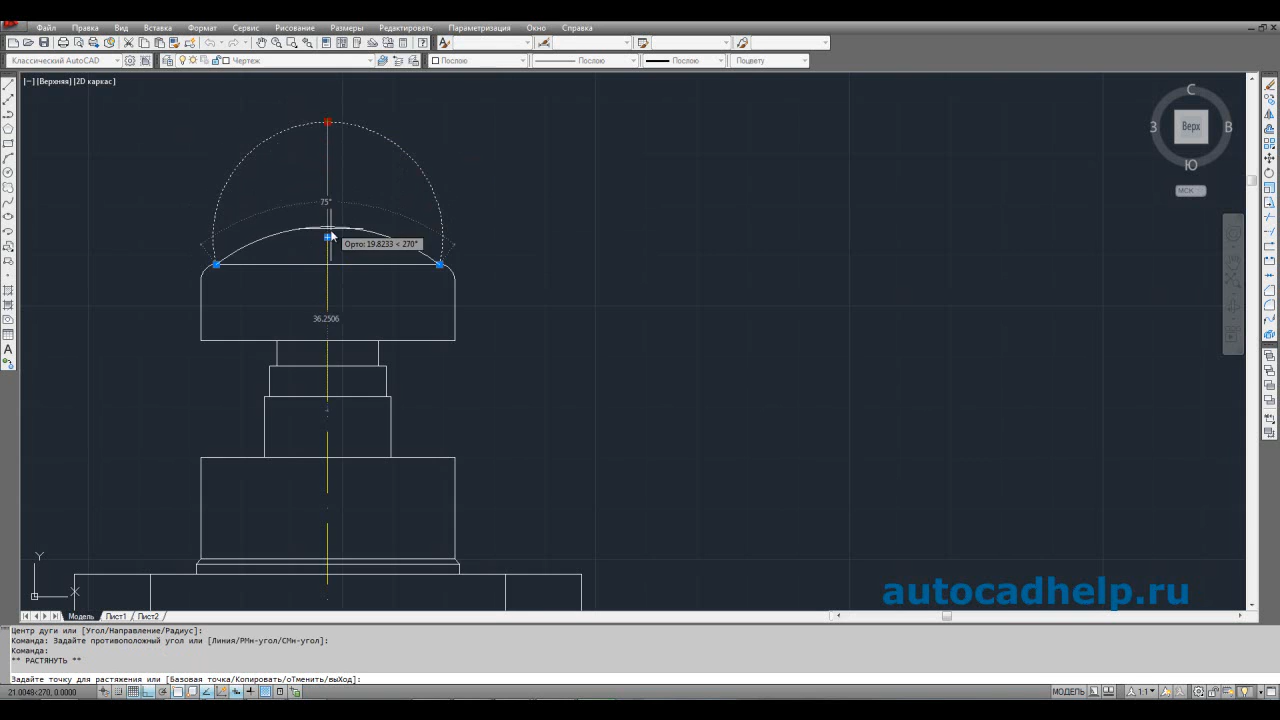 Файл Правка Вид Вставка Формат Сервис Рисование Размеры Редактировать Параметризация Окно Справка
Классический AutoCAD Чертеж Послою Послою Послою Поцвету
[−][Верхняя][2D каркас]
С
З Верх В
Ю
МСК
75°
Орто: 19.8233 < 270°
36.2506
Y
X
autocadhelp.ru
Модель Лист1 Лист2
Центр дуги или [Угол/Направление/Радиус]:
Команда: Задайте противоположный угол или [Линия/РМн-угол/СМн-угол]:
Команда:
** РАСТЯНУТЬ **
Задайте точку для растяжения или [Базовая точка/Копировать/оТменить/выХод]:
21.0048<270, 0.0000 МОДЕЛЬ 1:1